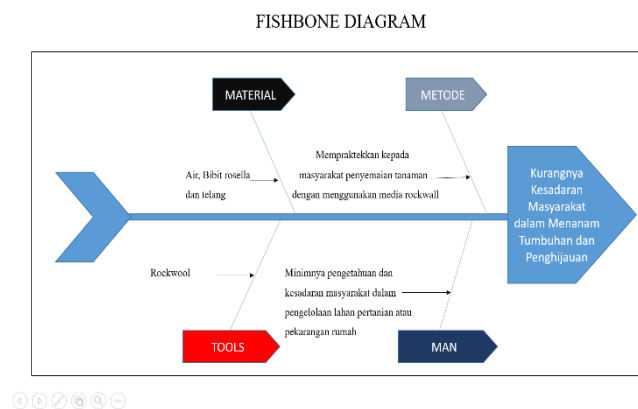 FISHBONE DIAGRAM
MATERIAL
METODE
Air, Bibit rosella
dan telang
Mempraktekkan kepada
masyarakat penyemaian tanaman
dengan menggunakan media rockwall
Kurangnya
Kesadaran
Masyarakat
dalam Menanam
Tumbuhan dan
Penghijauan
Rockwool
Minimnya pengetahuan dan
kesadaran masyarakat dalam
pengelolaan lahan pertanian atau
pekarangan rumah
TOOLS
MAN